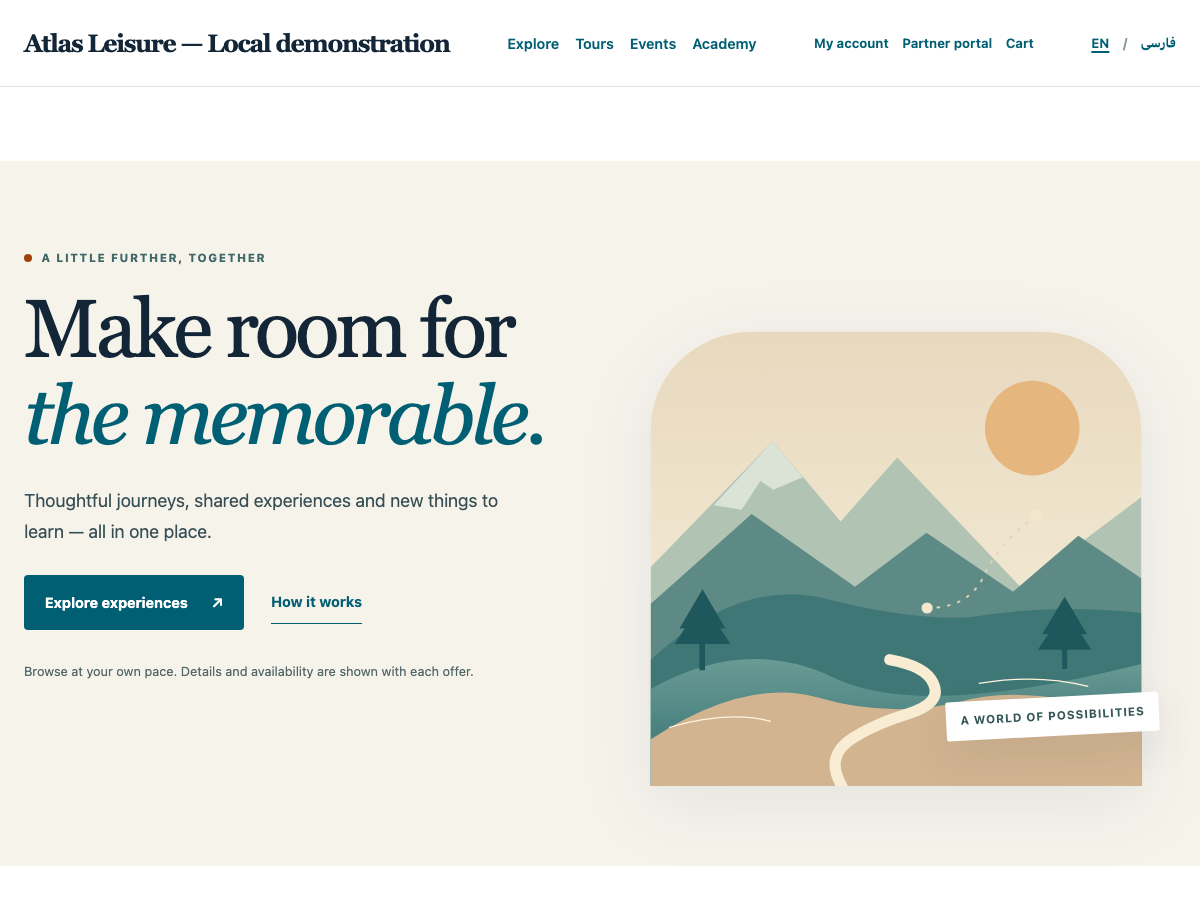 Atlas Leisure — Local demonstration
Explore Tours Events Academy
My account Partner portal Cart
EN / فارسی
A LITTLE FURTHER, TOGETHER
Make room for
the memorable.
Thoughtful journeys, shared experiences and new things to
learn — all in one place.
Explore experiences
How it works
Browse at your own pace. Details and availability are shown with each offer.
A WORLD OF POSSIBILITIES